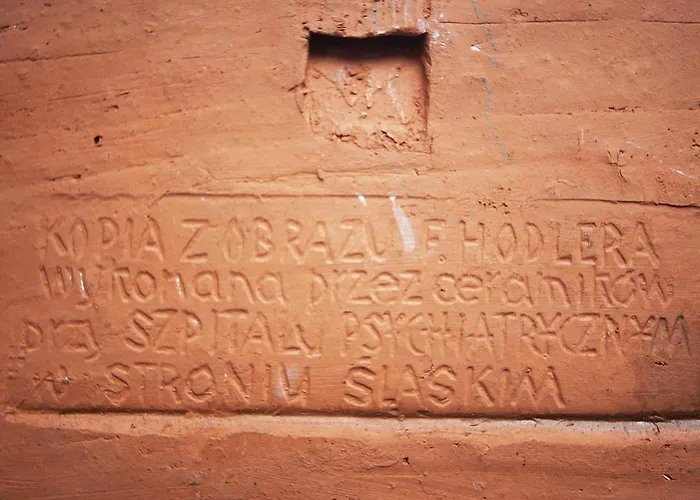 KOPIA Z OBRAZU F. HODLERA
wykonana przez ceramików
przy SZPITALU PSYCHIATRYCZNYM
w STRONIU ŚLĄSKIM